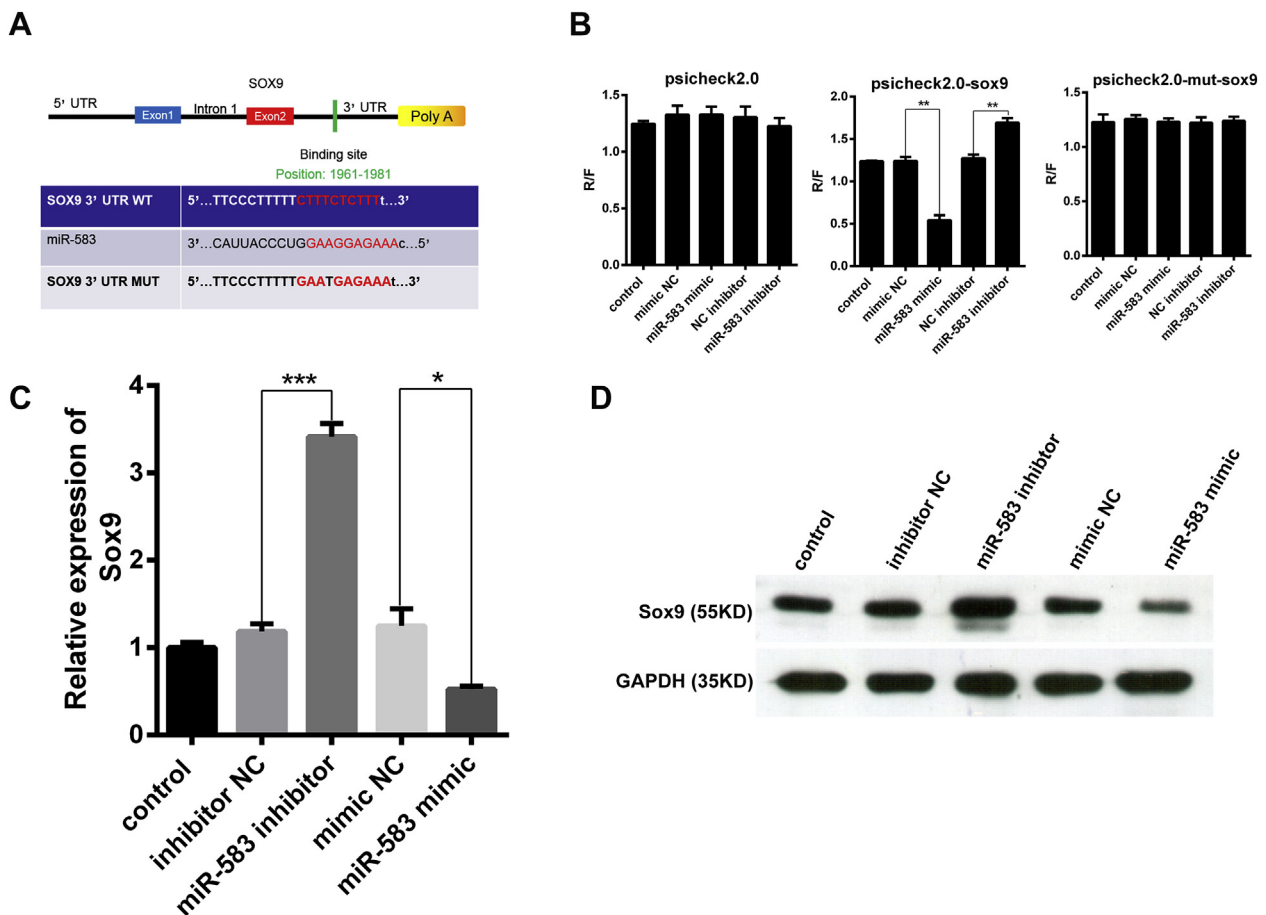 A
SOX9
5' UTR
Intron 1
3' UTR
Exon1
Exon2
Poly A
Binding site
Position: 1961-1981
SOX9 3' UTR WT 5'...TTCCCTTTTTCTTTCTCTTTt...3'
miR-583 3'...CAUUACCCUGGAAGGAGAAAc...5'
SOX9 3' UTR MUT 5'...TTCCCTTTTTGAATGAGAAAt...3'
B
psicheck2.0
R/F
1.5
1.0
0.5
0.0
control
mimic NC
miR-583 mimic
NC inhibitor
miR-583 inhibitor
psicheck2.0-sox9
R/F
2.0
1.5
1.0
0.5
0.0
**
**
control
mimic NC
miR-583 mimic
NC inhibitor
miR-583 inhibitor
psicheck2.0-mut-sox9
R/F
1.5
1.0
0.5
0.0
control
mimic NC
miR-583 mimic
NC inhibitor
miR-583 inhibitor
C
Relative expression of
Sox9
4
3
2
1
0
***
*
control
inhibitor NC
miR-583 inhibitor
mimic NC
miR-583 mimic
D
control
inhibitor NC
miR-583 inhibtor
mimic NC
miR-583 mimic
Sox9 (55KD)
GAPDH (35KD)